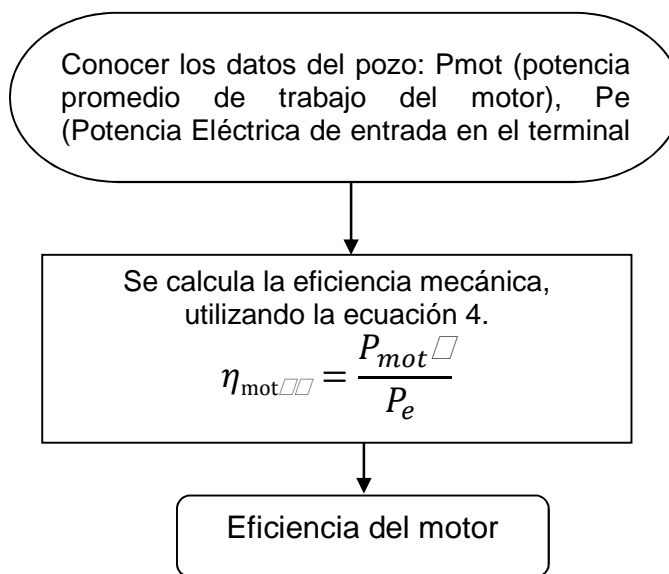 Conocer los datos del pozo: Pmot (potencia
promedio de trabajo del motor), Pe
(Potencia Eléctrica de entrada en el terminal
Se calcula la eficiencia mecánica,
utilizando la ecuación 4.
η_mot▯▯ = P_mot▯ / P_e
Eficiencia del motor